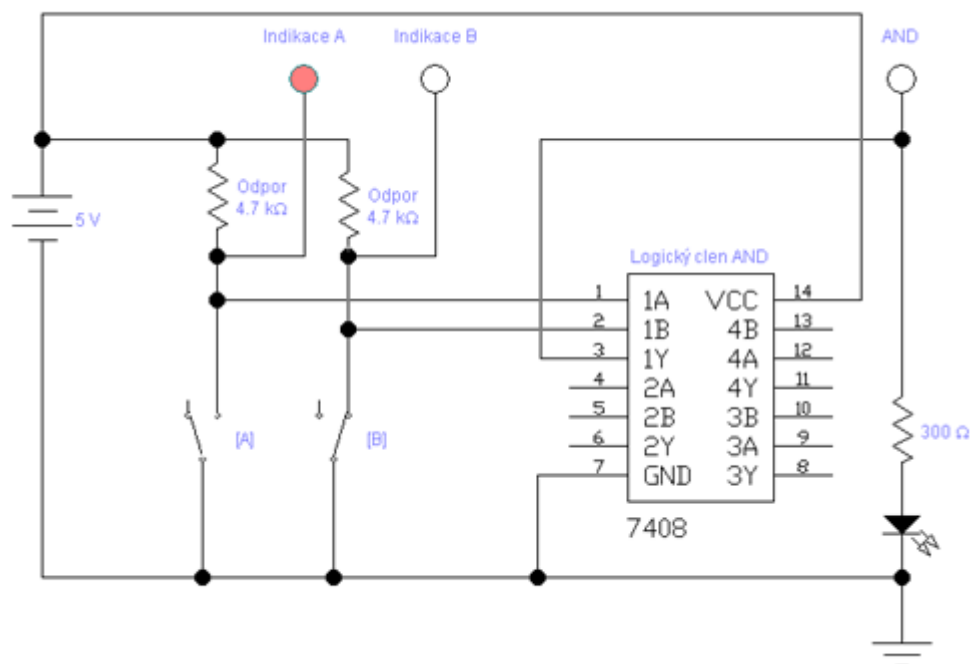 Indikace A
Indikace B
AND
Odpor
4.7 kΩ
Odpor
4.7 kΩ
5 V
Logický clen AND
1 1A VCC 14
2 1B 4B 13
3 1Y 4A 12
4 2A 4Y 11
5 2B 3B 10
6 2Y 3A 9
7 GND 3Y 8
7408
[A]
[B]
300 Ω